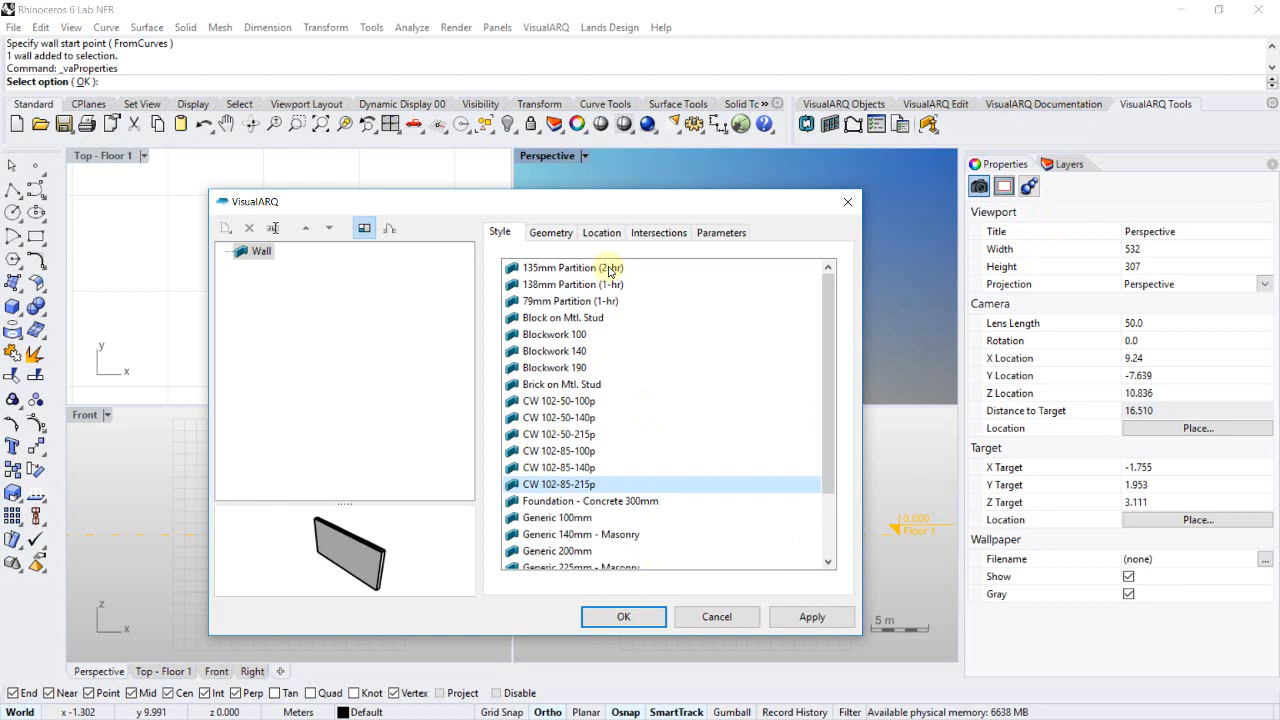 Rhinoceros 6 Lab NFR
File Edit View Curve Surface Solid Mesh Dimension Transform Tools Analyze Render Panels VisualARQ Lands Design Help
Specify wall start point ( FromCurves )
1 wall added to selection.
Command: _vaProperties
Select option ( OK ):
Standard CPlanes Set View Display Select Viewport Layout Dynamic Display 00 Visibility Transform Curve Tools Surface Tools Solid Tc » VisualARQ Objects VisualARQ Edit VisualARQ Documentation VisualARQ Tools
Top - Floor 1
Perspective
Properties Layers
VisualARQ
Wall
Style Geometry Location Intersections Parameters
135mm Partition (2-hr)
138mm Partition (1-hr)
79mm Partition (1-hr)
Block on Mtl. Stud
Blockwork 100
Blockwork 140
Blockwork 190
Brick on Mtl. Stud
CW 102-50-100p
CW 102-50-140p
CW 102-50-215p
CW 102-85-100p
CW 102-85-140p
CW 102-85-215p
Foundation - Concrete 300mm
Generic 100mm
Generic 140mm - Masonry
Generic 200mm
Generic 225mm - Masonry
OK Cancel Apply
Viewport
Title Perspective
Width 532
Height 307
Projection Perspective
Camera
Lens Length 50.0
Rotation 0.0
X Location 9.24
Y Location -7.639
Z Location 10.836
Distance to Target 16.510
Location Place...
Target
X Target -1.755
Y Target 1.953
Z Target 3.111
Location Place...
Wallpaper
Filename (none) ...
Show
Gray
y
x
Front
z
x
0.000
Floor 1
5 m
Perspective Top - Floor 1 Front Right
End Near Point Mid Cen Int Perp Tan Quad Knot Vertex Project Disable
World x -1.302 y 9.991 z 0.000 Meters Default Grid Snap Ortho Planar Osnap SmartTrack Gumball Record History Filter Available physical memory: 6638 MB